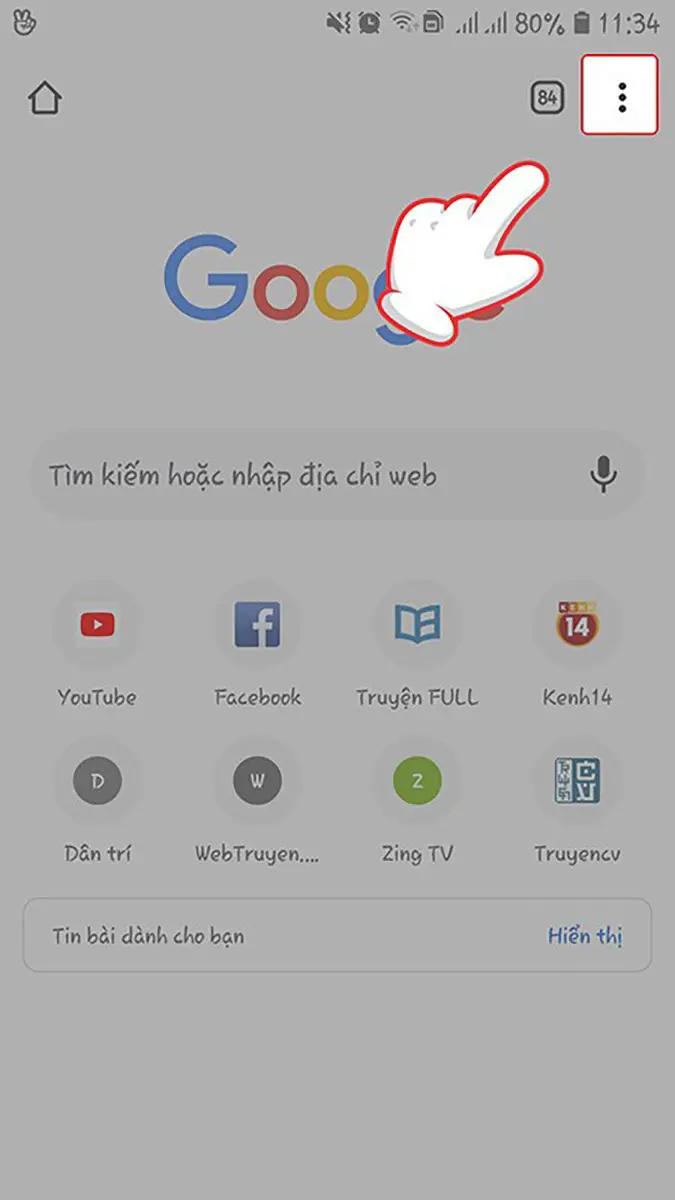 80% 11:34
84
Goog
Tìm kiếm hoặc nhập địa chỉ web
YouTube Facebook Truyện FULL Kenh14
KENH
14
D W Z
Dân trí WebTruyen.... Zing TV Truyencv
Tin bài dành cho bạn Hiển thị